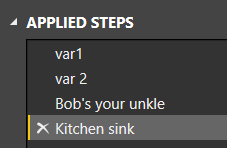 APPLIED STEPS
var1
var 2
Bob's your unkle
Kitchen sink